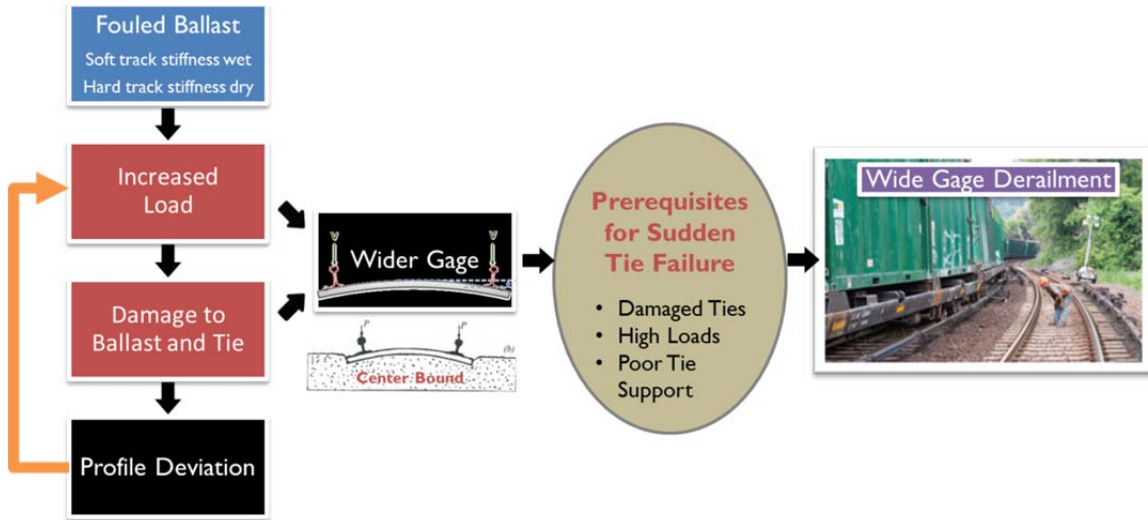 Fouled Ballast
Soft track stiffness wet
Hard track stiffness dry
Increased
Load
Damage to
Ballast and Tie
Profile Deviation
V
V
Wider Gage
P
P
(b)
Center Bound
Prerequisites
for Sudden
Tie Failure
• Damaged Ties
• High Loads
• Poor Tie
Support
Wide Gage Derailment